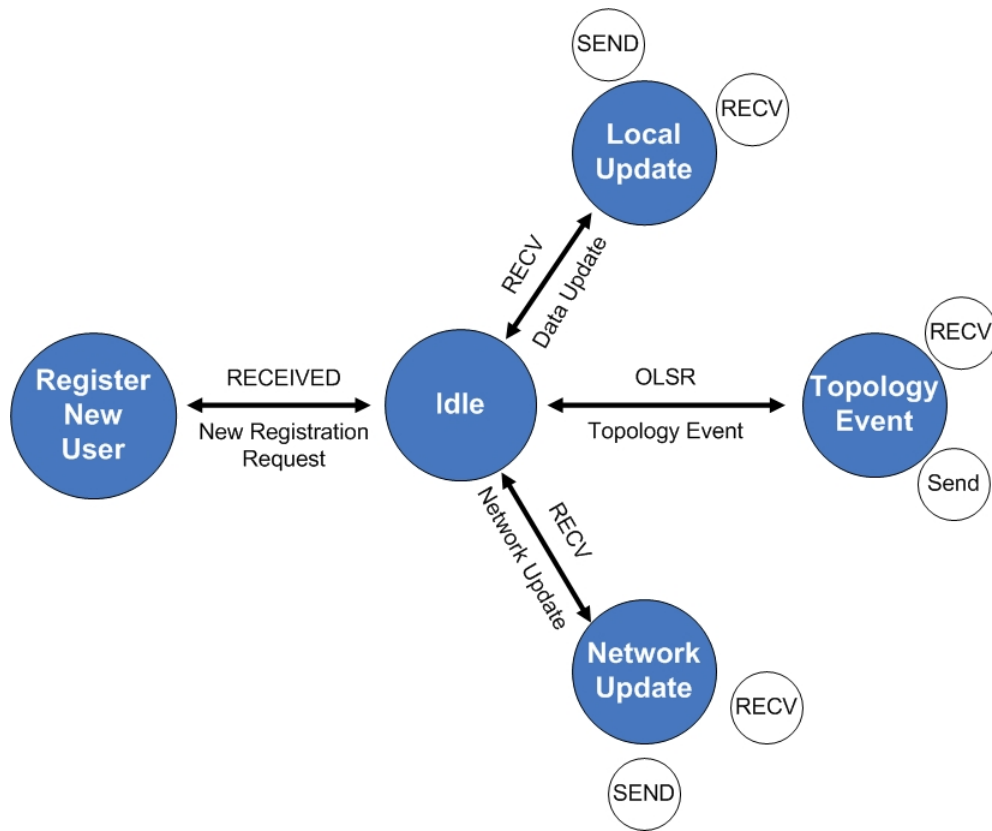 SEND
RECV
Local
Update
RECV
Data Update
RECV
Register
New
User
RECEIVED
New Registration
Request
Idle
OLSR
Topology Event
Topology
Event
Send
RECV
Network Update
Network
Update
RECV
SEND